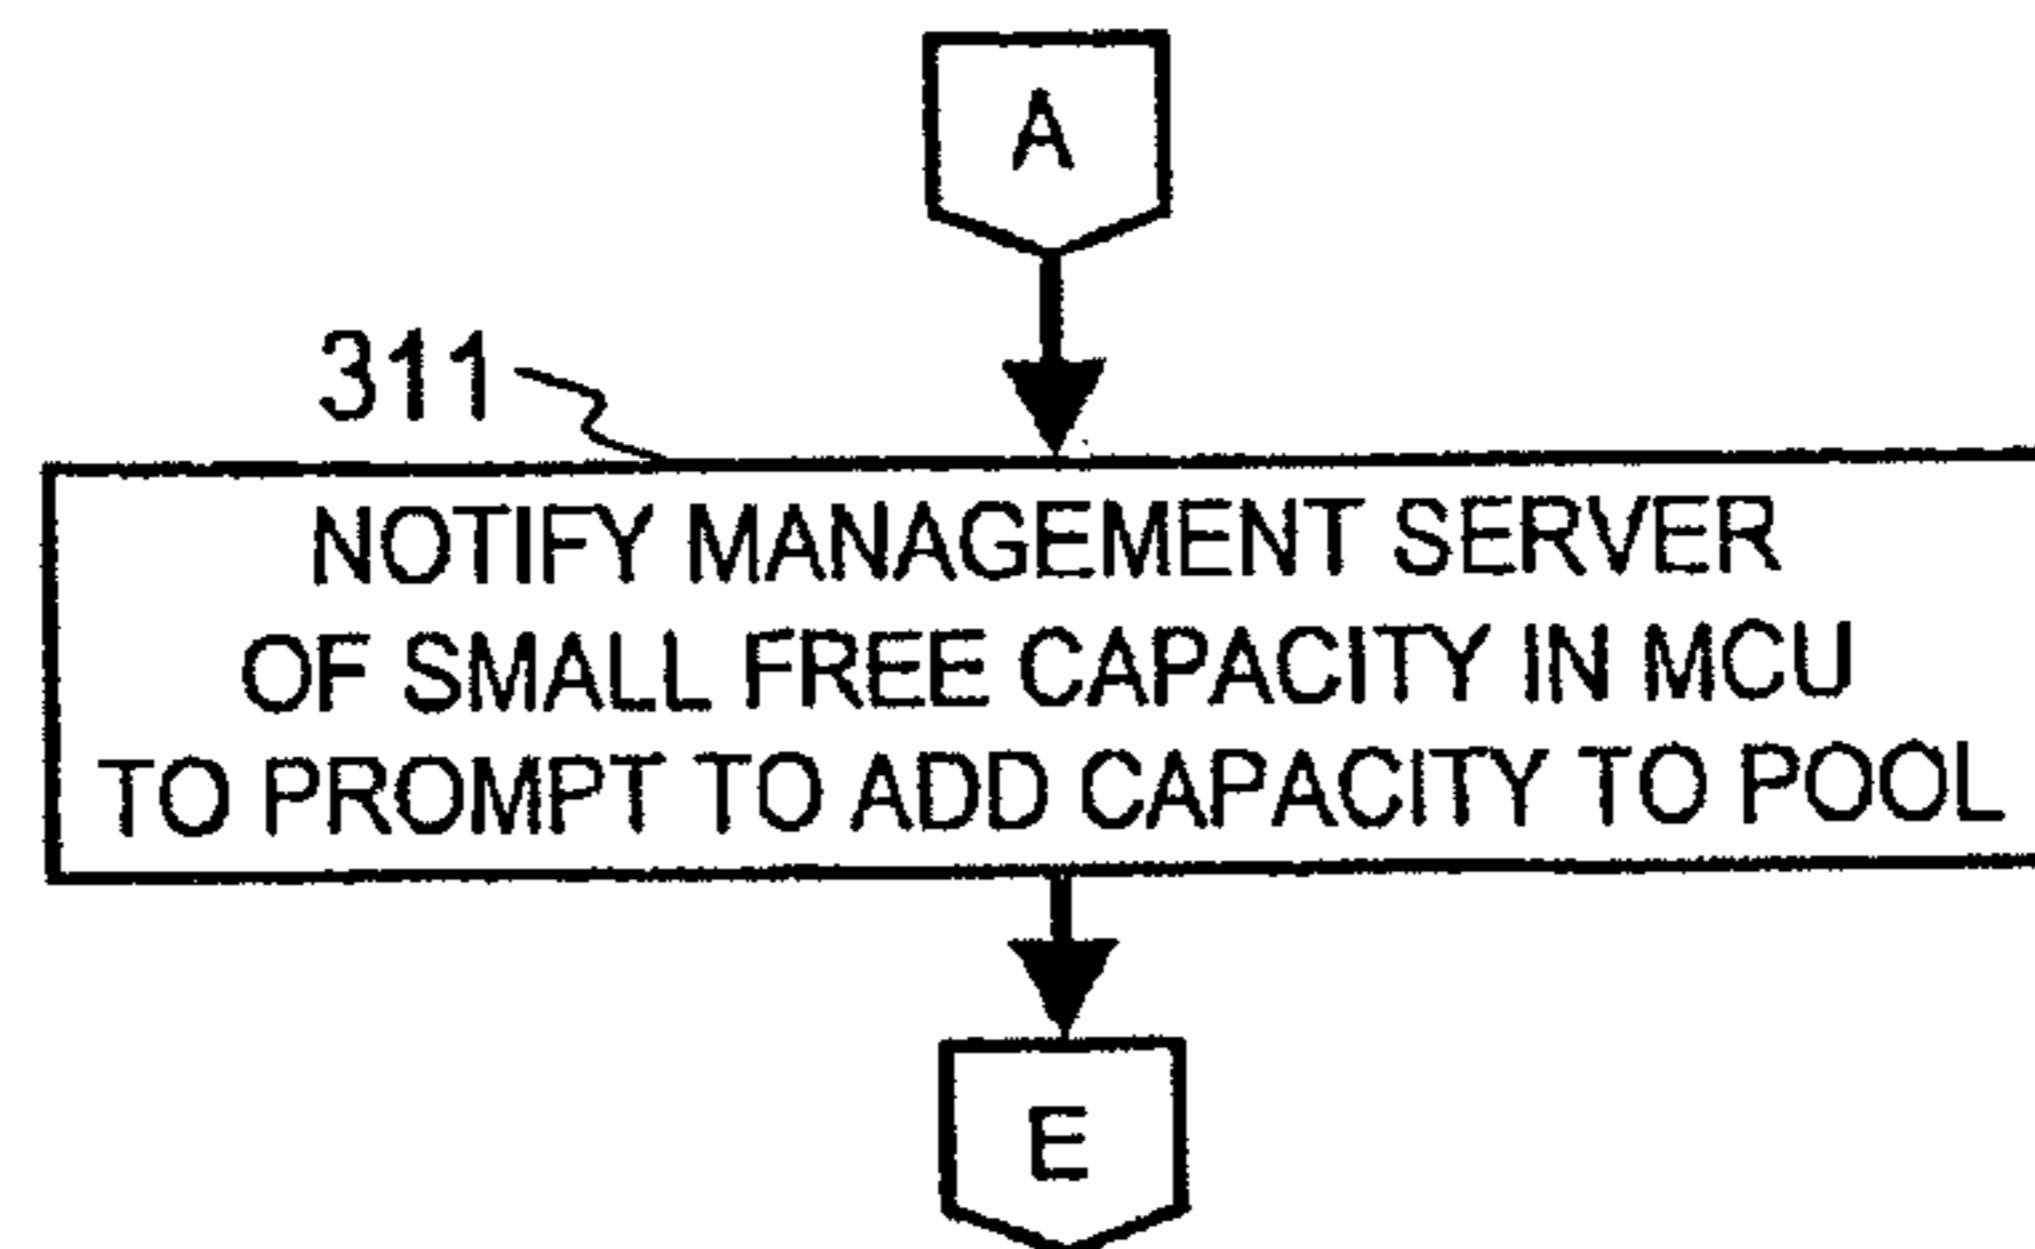 A
311
NOTIFY MANAGEMENT SERVER
OF SMALL FREE CAPACITY IN MCU
TO PROMPT TO ADD CAPACITY TO POOL
E